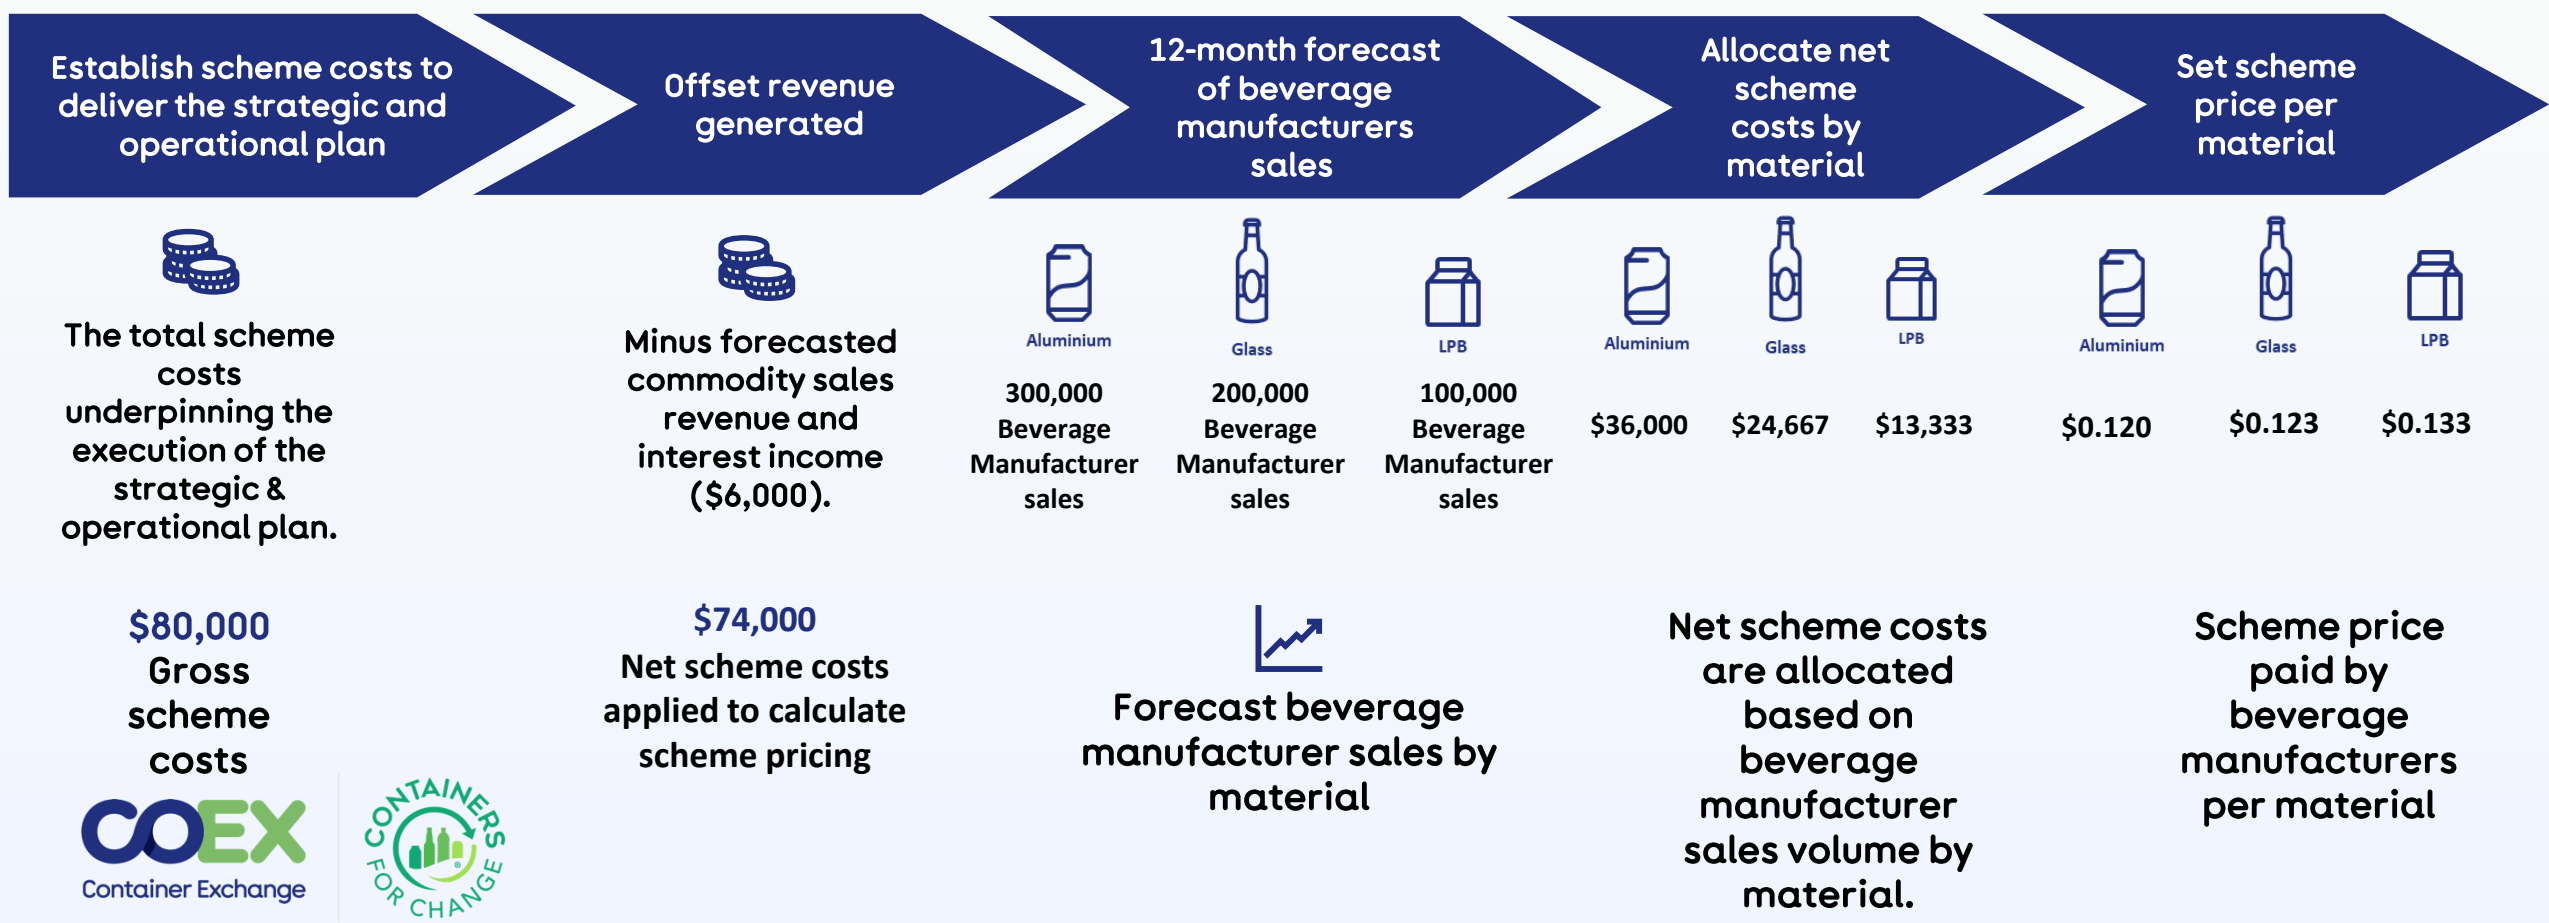 Establish scheme costs to
deliver the strategic and
operational plan
Offset revenue
generated
12-month forecast
of beverage
manufacturers
sales
Allocate net
scheme
costs by
material
Set scheme
price per
material
The total scheme
costs
underpinning the
execution of the
strategic &
operational plan.
$80,000
Gross
scheme
costs
Minus forecasted
commodity sales
revenue and
interest income
($6,000).
$74,000
Net scheme costs
applied to calculate
scheme pricing
Aluminium
Glass
LPB
300,000
Beverage
Manufacturer
sales
200,000
Beverage
Manufacturer
sales
100,000
Beverage
Manufacturer
sales
Forecast beverage
manufacturer sales by
material
Aluminium
Glass
LPB
$36,000
$24,667
$13,333
Net scheme costs
are allocated
based on
beverage
manufacturer
sales volume by
material.
Aluminium
Glass
LPB
$0.120
$0.123
$0.133
Scheme price
paid by
beverage
manufacturers
per material
COEX
Container Exchange
CONTAINERS
FOR CHANGE
®